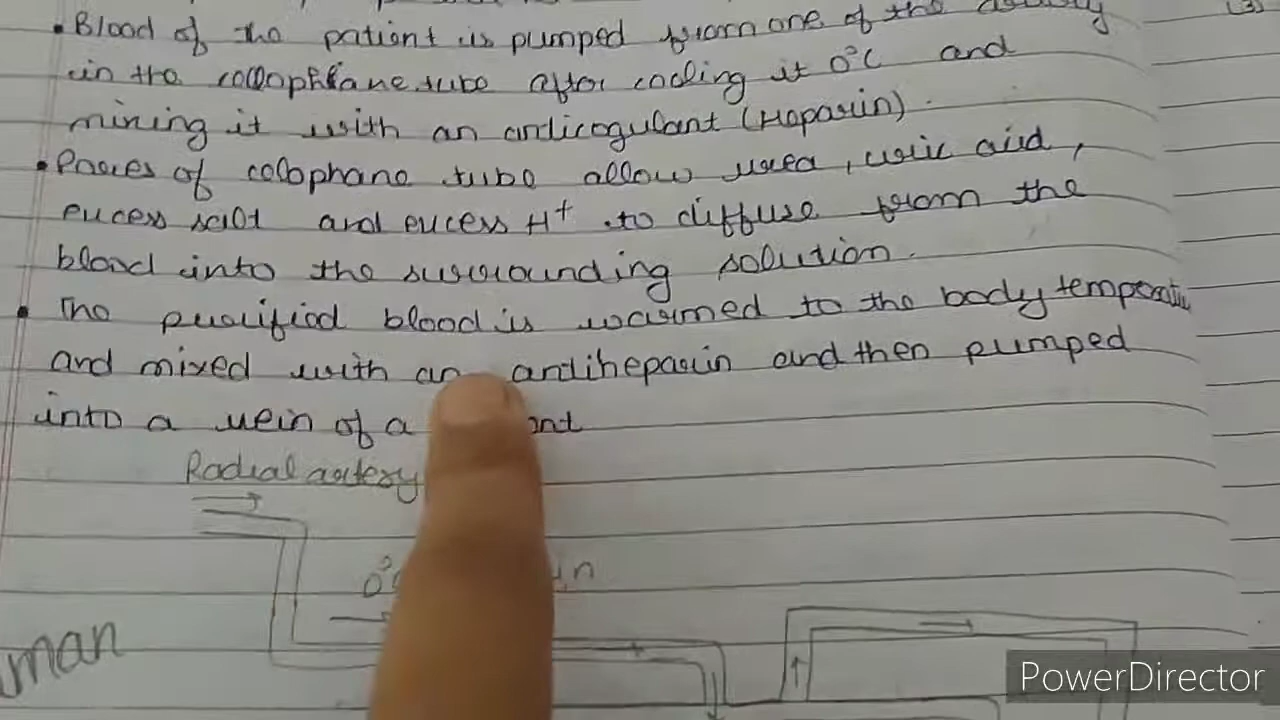 • Blood of the patient is pumped from one of the
in the cellophane tube after cooling it 0°C and
mining it with an anticogulant (Heparin).
• Pores of celophane tube allow urea, uric acid,
excess salt and excess H+ to diffuse from the
blood into the surrounding solution.
• The purified blood is warmed to the body
and mixed with an antiheparin and then pumped
into a vein of a
Radial artery
man
PowerDirector